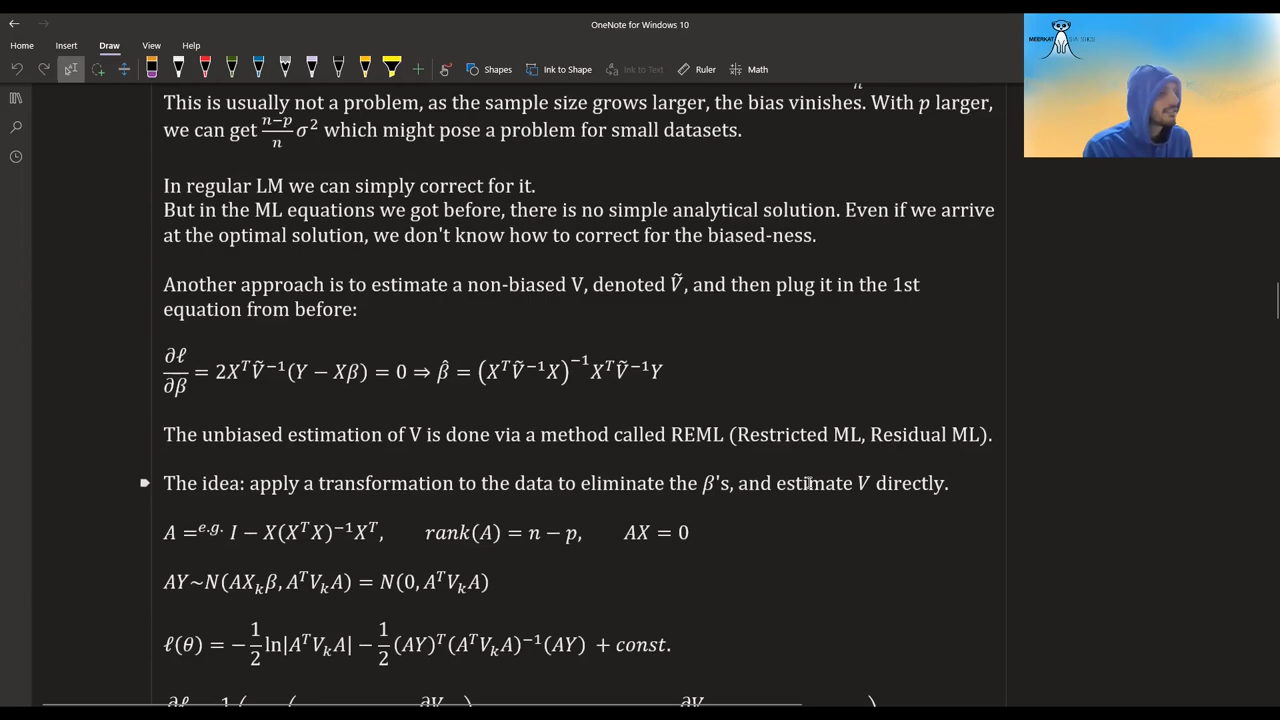 OneNote for Windows 10
Home Insert Draw View Help
Shapes Ink to Shape Ink to Text Ruler Math
MEERKAT
n
This is usually not a problem, as the sample size grows larger, the bias vinishes. With p larger,
we can get (n−p)/n σ² which might pose a problem for small datasets.
In regular LM we can simply correct for it.
But in the ML equations we got before, there is no simple analytical solution. Even if we arrive
at the optimal solution, we don't know how to correct for the biased-ness.
Another approach is to estimate a non-biased V, denoted Ṽ, and then plug it in the 1st
equation from before:
∂ℓ/∂β = 2XᵀṼ⁻¹(Y − Xβ) = 0 ⇒ β̂ = (XᵀṼ⁻¹X)⁻¹XᵀṼ⁻¹Y
The unbiased estimation of V is done via a method called REML (Restricted ML, Residual ML).
The idea: apply a transformation to the data to eliminate the β's, and estimate V directly.
A =ᵉ·ᵍ· I − X(XᵀX)⁻¹Xᵀ, rank(A) = n − p, AX = 0
AY~N(AXₖβ, AᵀVₖA) = N(0, AᵀVₖA)
ℓ(θ) = −1/2 ln|AᵀVₖA| − 1/2 (AY)ᵀ(AᵀVₖA)⁻¹(AY) + const.